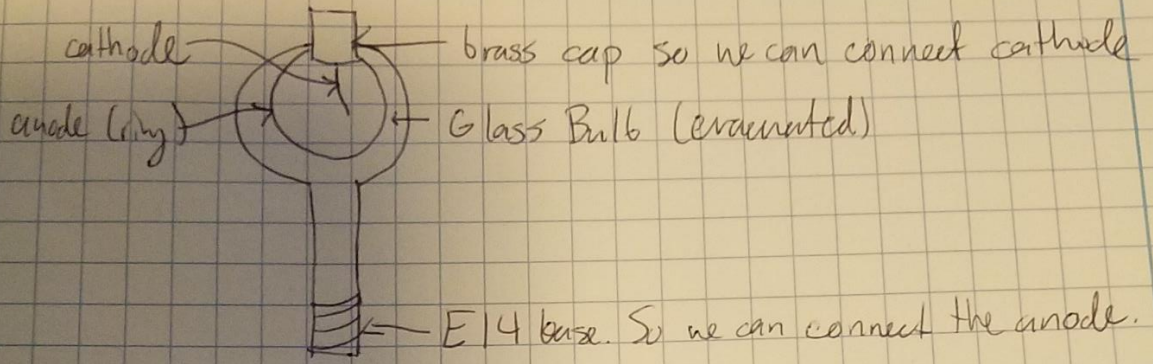 cathode
brass cap so we can connect cathode
anode (ring)
Glass Bulb (evacuated)
E14 base. So we can connect the anode.